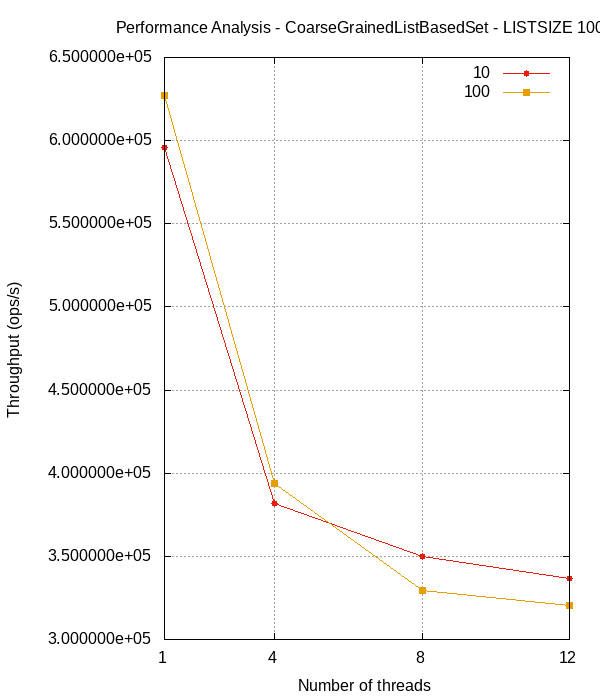 Performance Analysis - CoarseGrainedListBasedSet - LISTSIZE 100
6.500000e+05
10
100
6.000000e+05
5.500000e+05
5.000000e+05
4.500000e+05
4.000000e+05
3.500000e+05
3.000000e+05
Throughput (ops/s)
1 4 8 12
Number of threads